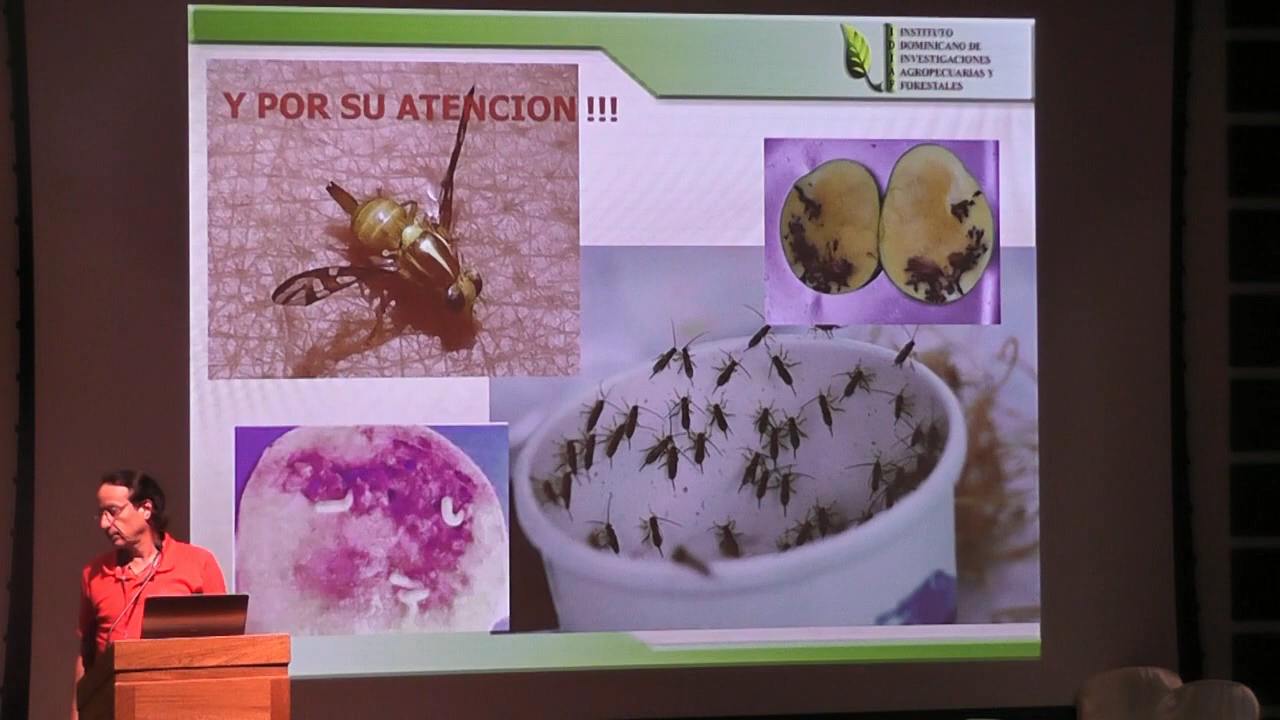 Y POR SU ATENCION !!!
I INSTITUTO
D DOMINICANO DE
I INVESTIGACIONES
A AGROPECUARIAS Y
F FORESTALES